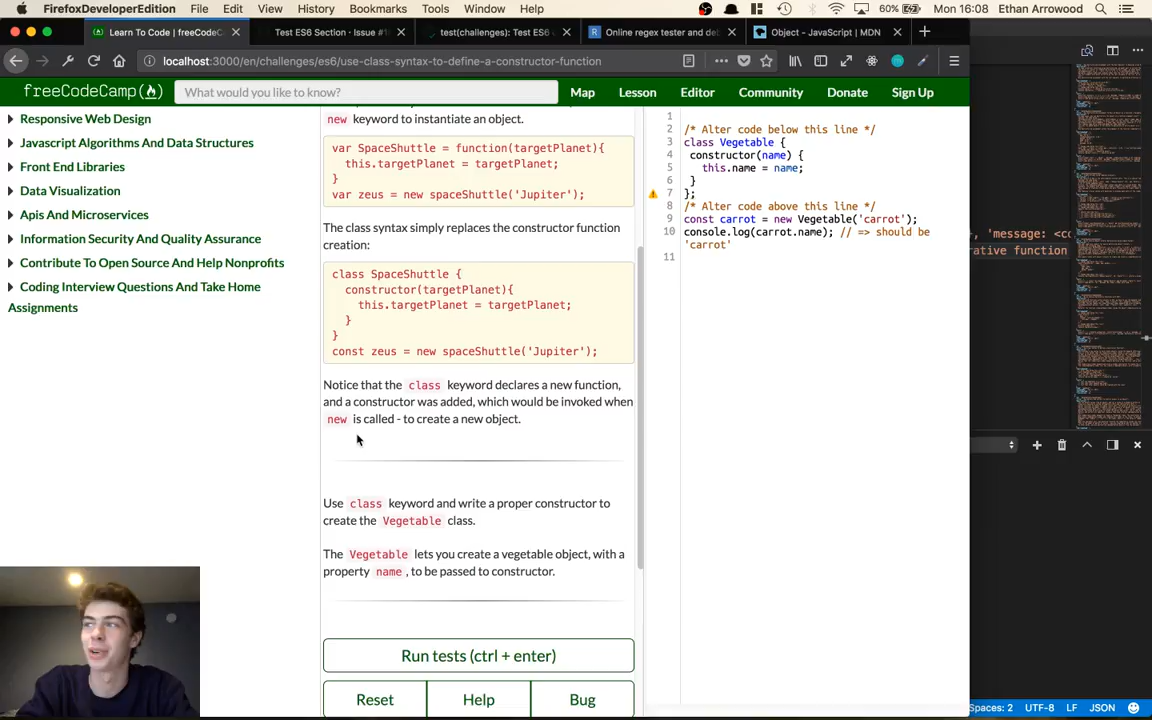 FirefoxDeveloperEdition File Edit View History Bookmarks Tools Window Help 60% Mon 16:08 Ethan Arrowood
Learn To Code | freeCodeC Test ES6 Section · Issue #1 test(challenges): Test ES6 Online regex tester and de Object - JavaScript | MDN
localhost:3000/en/challenges/es6/use-class-syntax-to-define-a-constructor-function
freeCodeCamp What would you like to know? Map Lesson Editor Community Donate Sign Up
Responsive Web Design
Javascript Algorithms And Data Structures
Front End Libraries
Data Visualization
Apis And Microservices
Information Security And Quality Assurance
Contribute To Open Source And Help Nonprofits
Coding Interview Questions And Take Home
Assignments
new keyword to instantiate an object.
var SpaceShuttle = function(targetPlanet){
this.targetPlanet = targetPlanet;
}
var zeus = new spaceShuttle('Jupiter');
The class syntax simply replaces the constructor function
creation:
class SpaceShuttle {
constructor(targetPlanet){
this.targetPlanet = targetPlanet;
}
}
const zeus = new spaceShuttle('Jupiter');
Notice that the class keyword declares a new function,
and a constructor was added, which would be invoked when
new is called - to create a new object.
Use class keyword and write a proper constructor to
create the Vegetable class.
The Vegetable lets you create a vegetable object, with a
property name , to be passed to constructor.
Run tests (ctrl + enter)
Reset Help Bug
1
2 /* Alter code below this line */
3 class Vegetable {
4 constructor(name) {
5 this.name = name;
6 }
7 };
8 /* Alter code above this line */
9 const carrot = new Vegetable('carrot');
10 console.log(carrot.name); // => should be
'carrot'
11
, 'message: <co
rative function
Spaces: 2 UTF-8 LF JSON